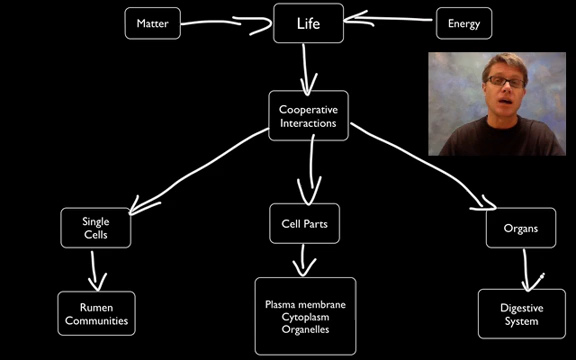 Matter
Life
Energy
Cooperative
Interactions
Single
Cells
Cell Parts
Organs
Rumen
Communities
Plasma membrane
Cytoplasm
Organelles
Digestive
System